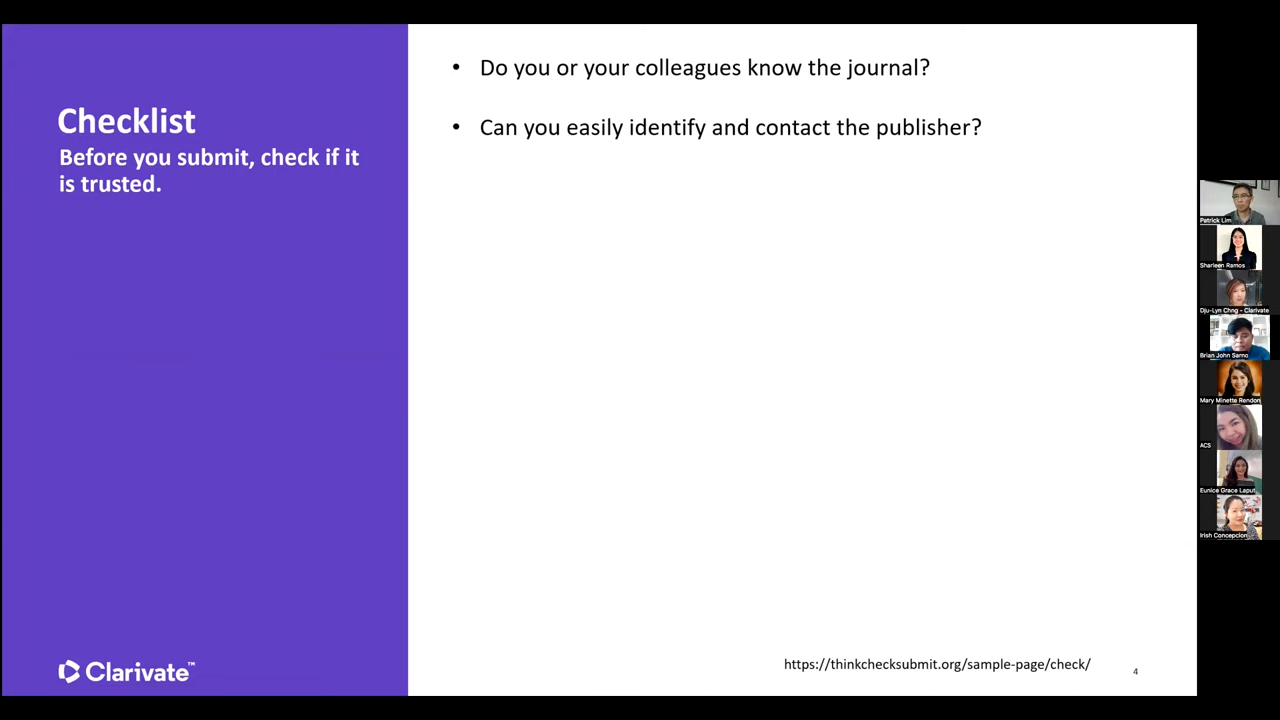 Checklist
Before you submit, check if it
is trusted.
• Do you or your colleagues know the journal?
• Can you easily identify and contact the publisher?
Clarivate™
https://thinkchecksubmit.org/sample-page/check/
4
Patrick Lim
Sharleen Ramos
Dju-Lyn Chng - Clarivate
Brian John Sarno
Mary Minette Rendon
ACS
Eunice Grace Laput
Irish Concepcion